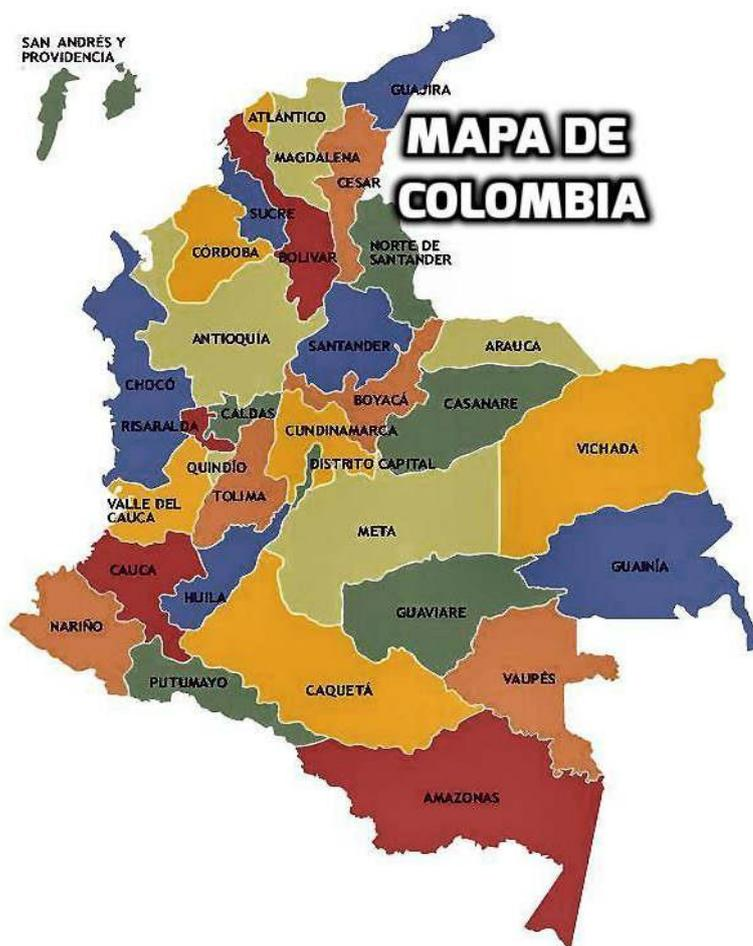 SAN ANDRÉS Y
PROVIDENCIA
GUAJIRA
ATLÁNTICO
MAPA DE
COLOMBIA
MAGDALENA
CESAR
SUCRE
NORTE DE
SANTANDER
CÓRDOBA
BOLIVAR
ANTIOQUÍA
SANTANDER
ARAUCA
CHOCÓ
BOYACÁ
CASANARE
CALDAS
RISARALDA
CUNDINAMARCA
VICHADA
QUINDÍO
DISTRITO CAPITAL
TOLIMA
VALLE DEL
CAUCA
META
CAUCA
GUAINÍA
HUILA
GUAVIARE
NARIÑO
PUTUMAYO
CAQUETÁ
VAUPÉS
AMAZONAS